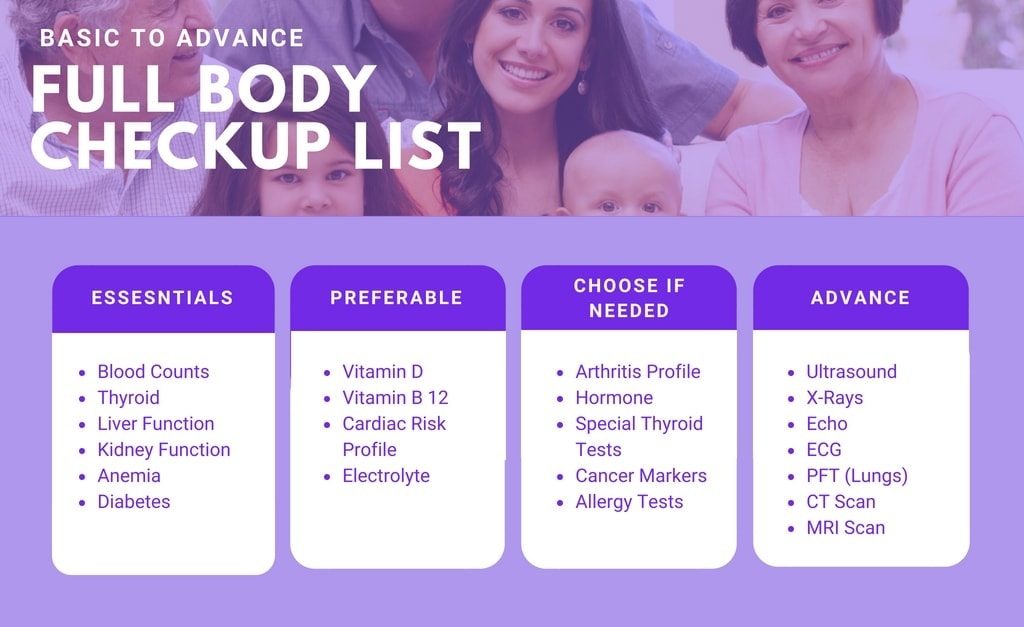 BASIC TO ADVANCE
FULL BODY
CHECKUP LIST
ESSESNTIALS
Blood Counts
Thyroid
Liver Function
Kidney Function
Anemia
Diabetes
PREFERABLE
Vitamin D
Vitamin B 12
Cardiac Risk
Profile
Electrolyte
CHOOSE IF
NEEDED
Arthritis Profile
Hormone
Special Thyroid
Tests
Cancer Markers
Allergy Tests
ADVANCE
Ultrasound
X-Rays
Echo
ECG
PFT (Lungs)
CT Scan
MRI Scan